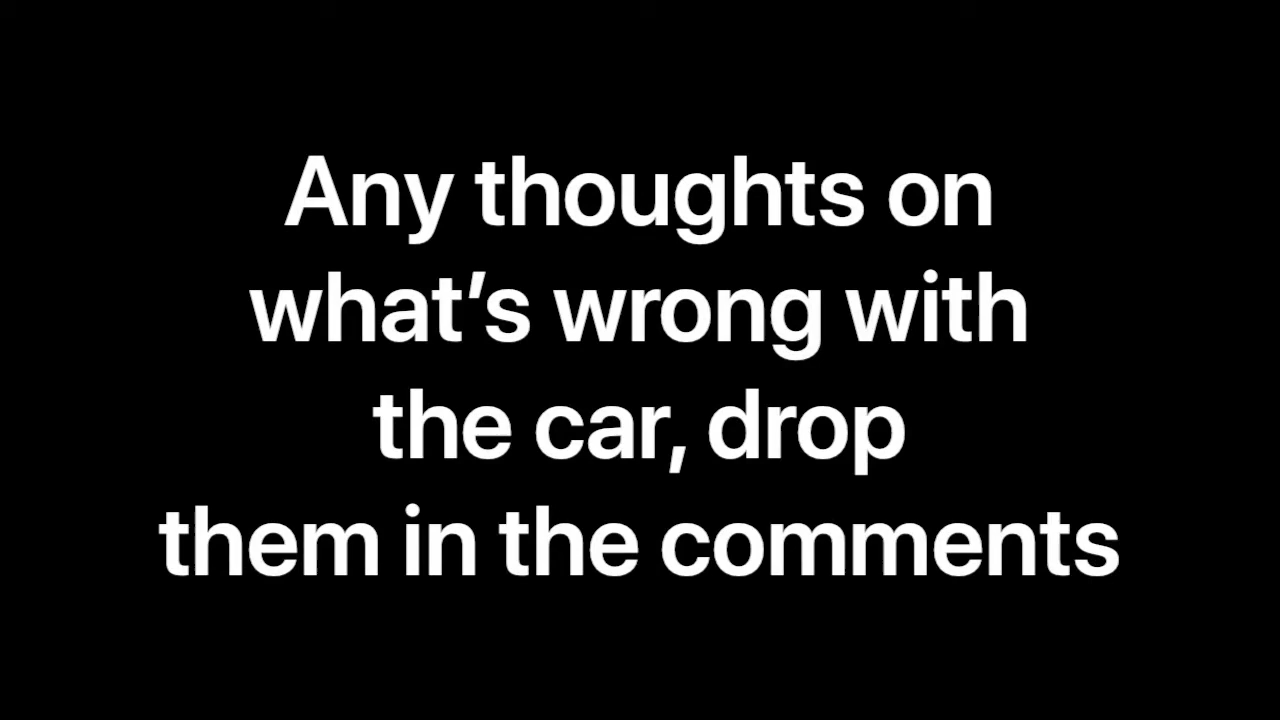 Any thoughts on
what’s wrong with
the car, drop
them in the comments